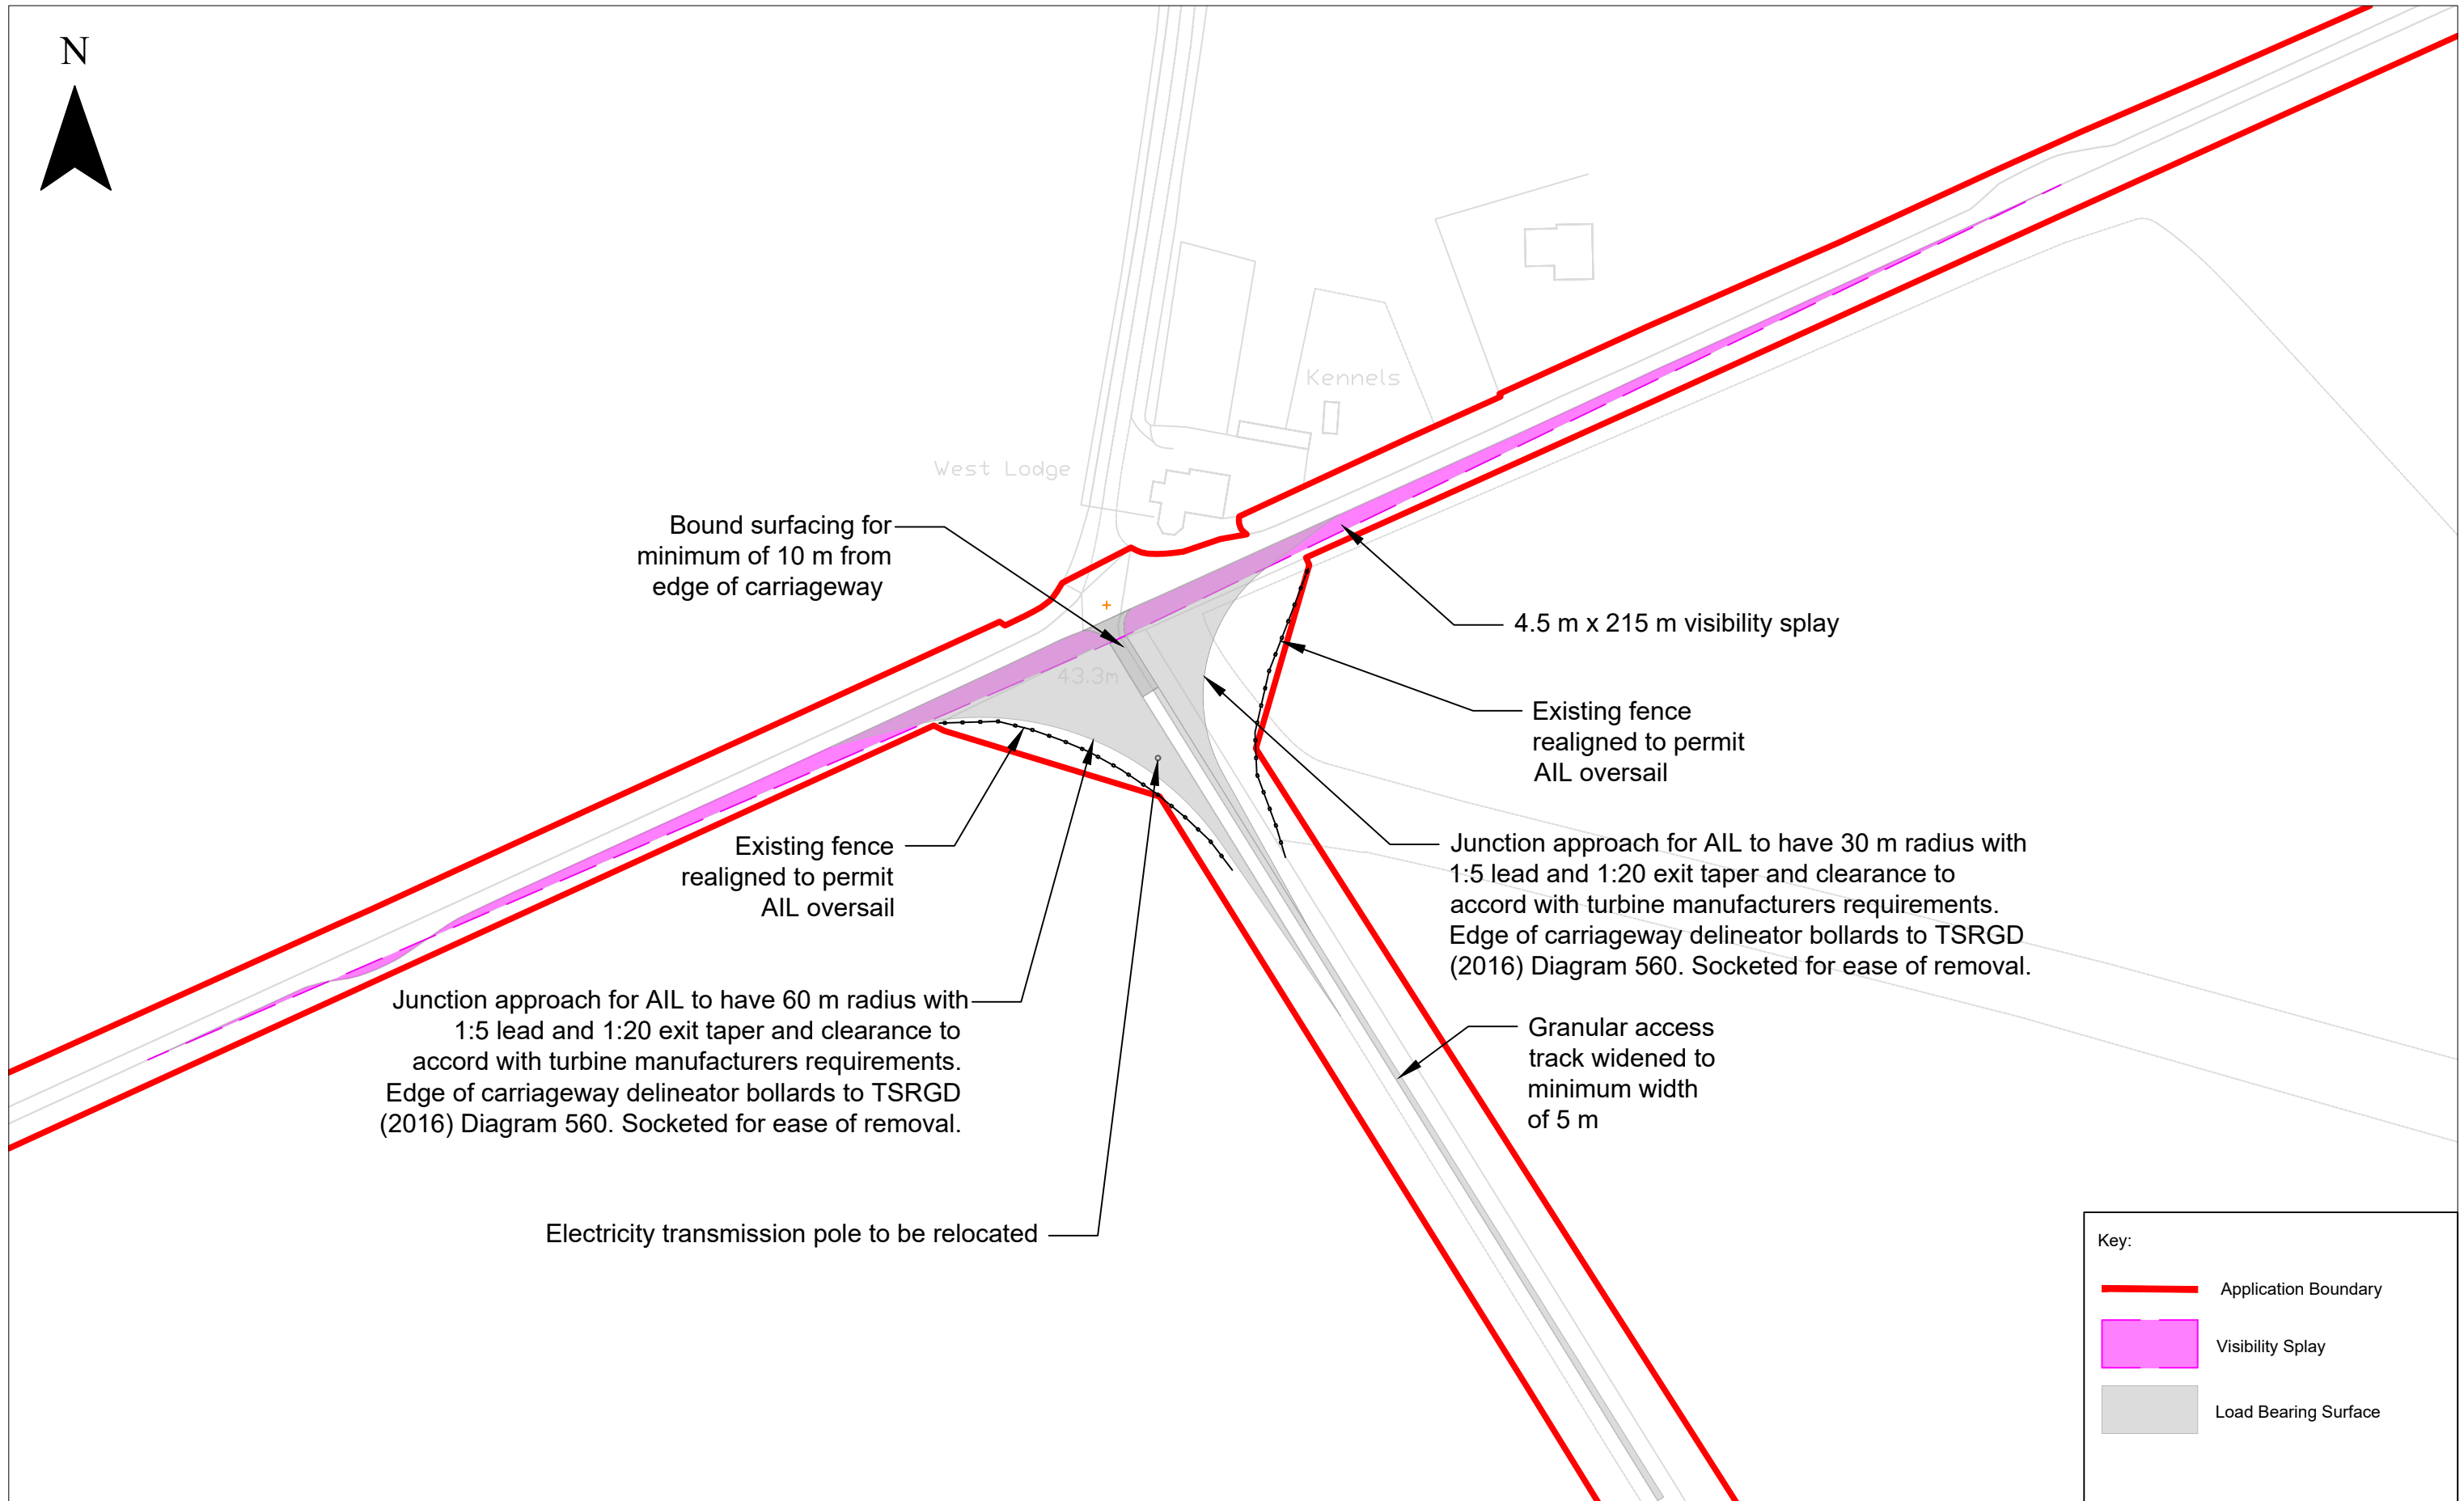 N
Kennels
West Lodge
Bound surfacing for
minimum of 10 m from
edge of carriageway
4.5 m x 215 m visibility splay
43.3m
Existing fence
realigned to permit
AIL oversail
Existing fence
realigned to permit
AIL oversail
Junction approach for AIL to have 30 m radius with
1:5 lead and 1:20 exit taper and clearance to
accord with turbine manufacturers requirements.
Edge of carriageway delineator bollards to TSRGD
(2016) Diagram 560. Socketed for ease of removal.
Junction approach for AIL to have 60 m radius with
1:5 lead and 1:20 exit taper and clearance to
accord with turbine manufacturers requirements.
Edge of carriageway delineator bollards to TSRGD
(2016) Diagram 560. Socketed for ease of removal.
Granular access
track widened to
minimum width
of 5 m
Electricity transmission pole to be relocated
Key:
Application Boundary
Visibility Splay
Load Bearing Surface